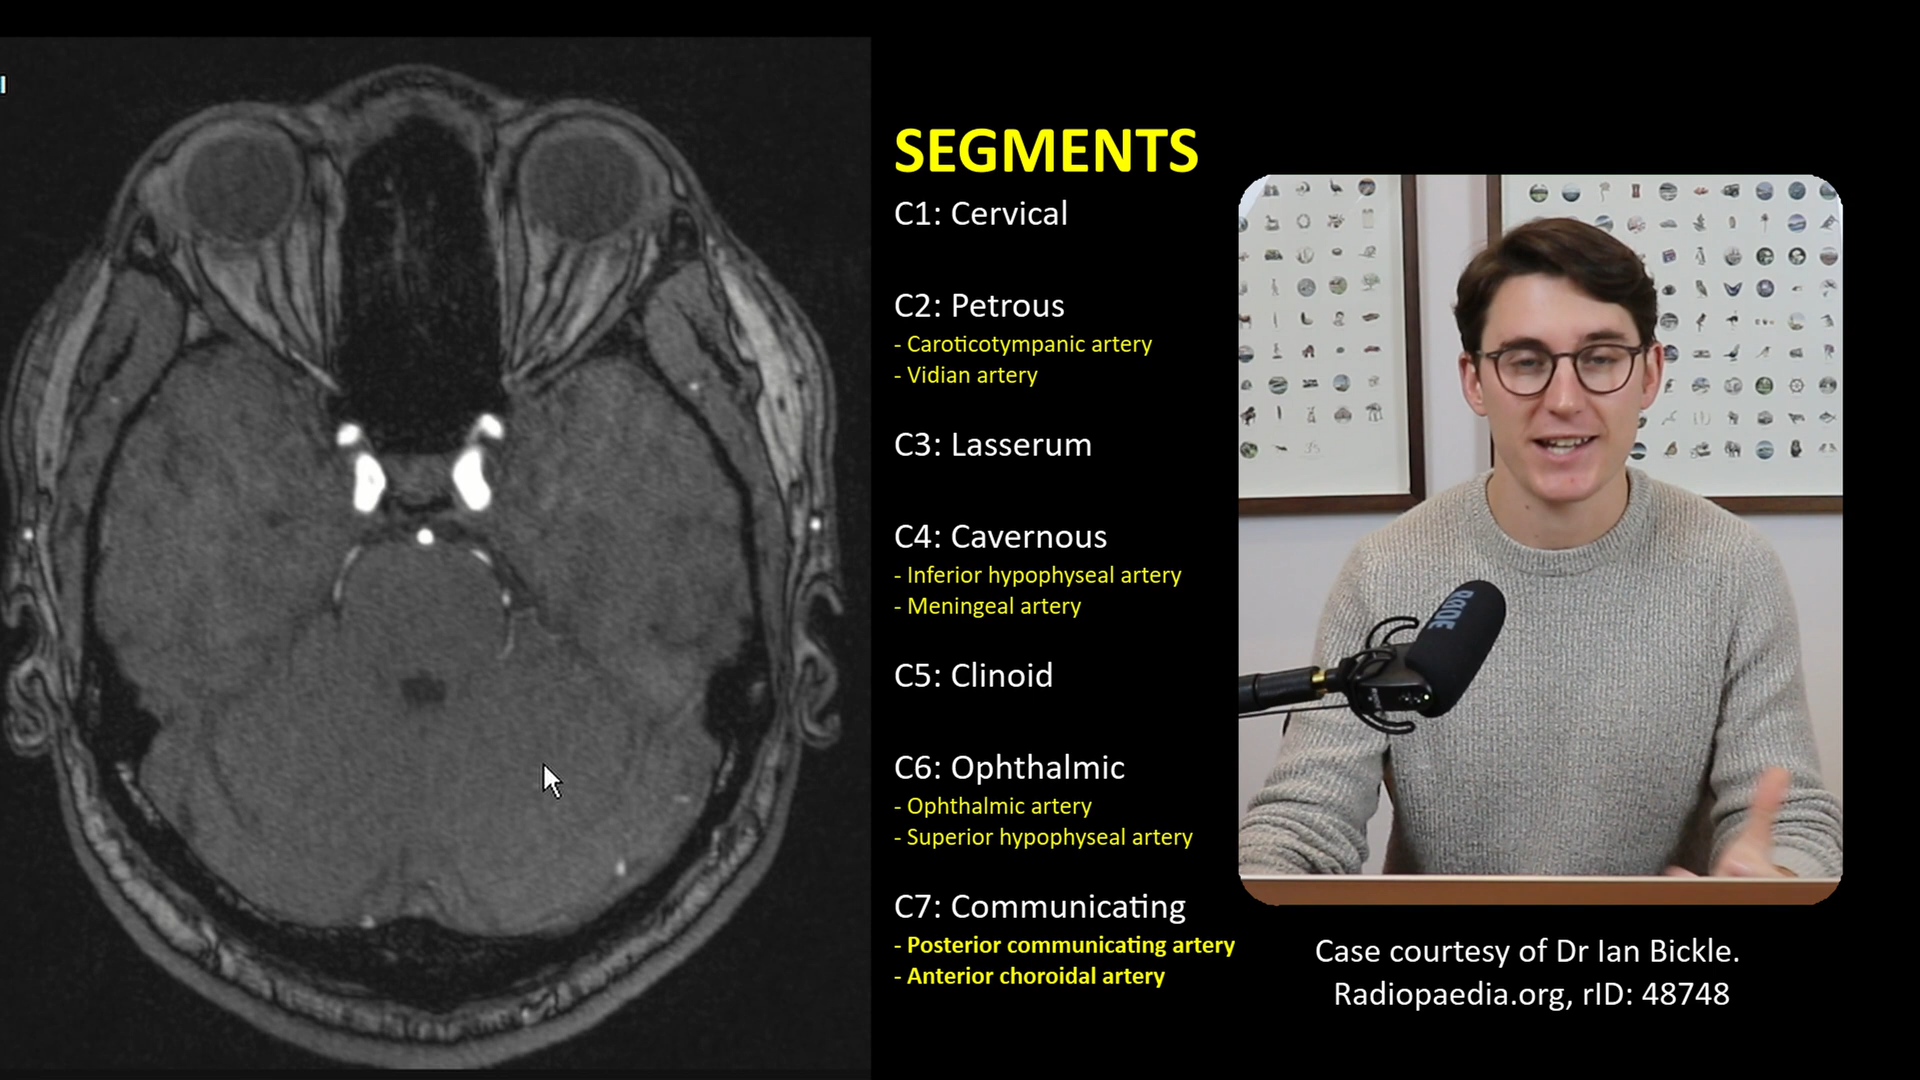 SEGMENTS
C1: Cervical
C2: Petrous
- Caroticotympanic artery
- Vidian artery
C3: Lasserum
C4: Cavernous
- Inferior hypophyseal artery
- Meningeal artery
C5: Clinoid
C6: Ophthalmic
- Ophthalmic artery
- Superior hypophyseal artery
C7: Communicating
- Posterior communicating artery
- Anterior choroidal artery
RODE
Case courtesy of Dr Ian Bickle.
Radiopaedia.org, rID: 48748